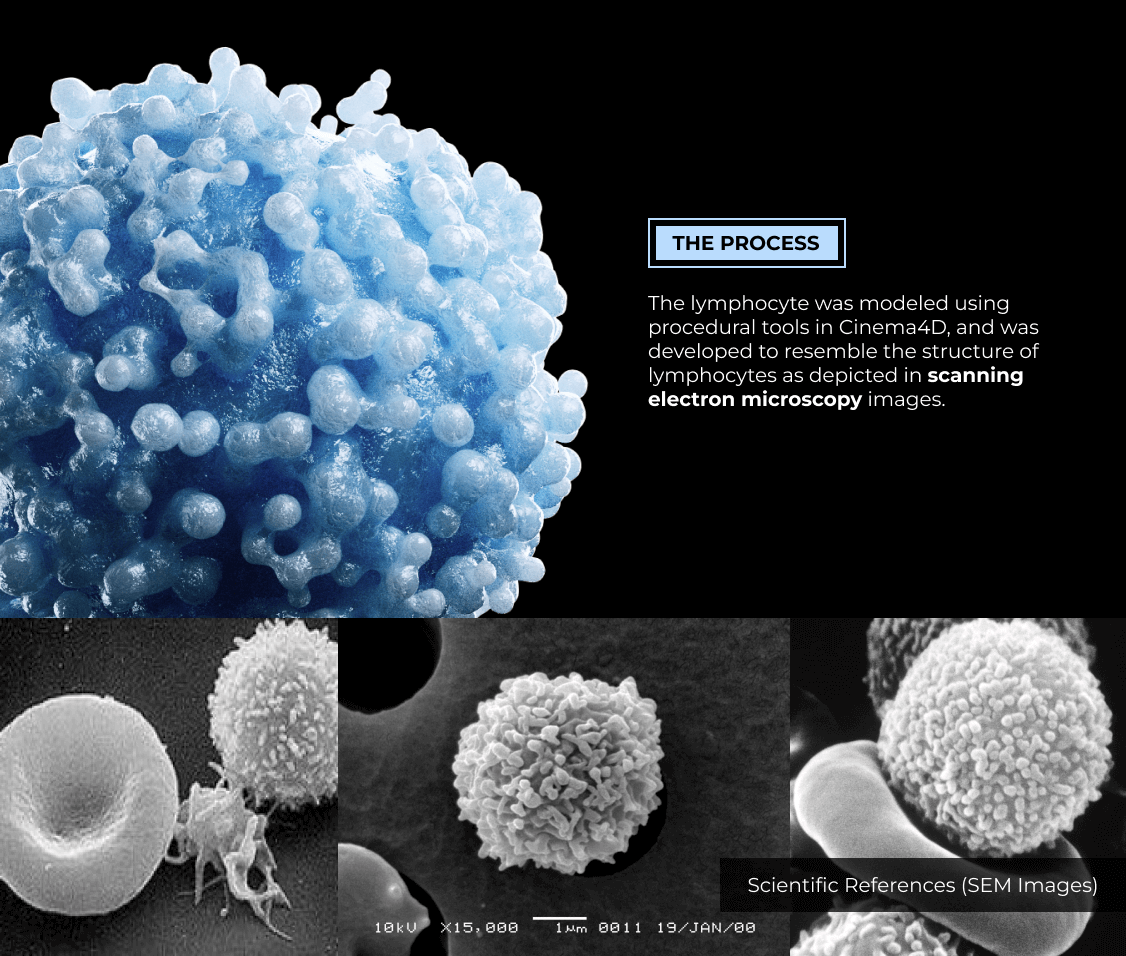 THE PROCESS
The lymphocyte was modeled using
procedural tools in Cinema4D, and was
developed to resemble the structure of
lymphocytes as depicted in scanning
electron microscopy images.
Scientific References (SEM Images)
10kV X15,000 1μm 0011 19/JAN/00